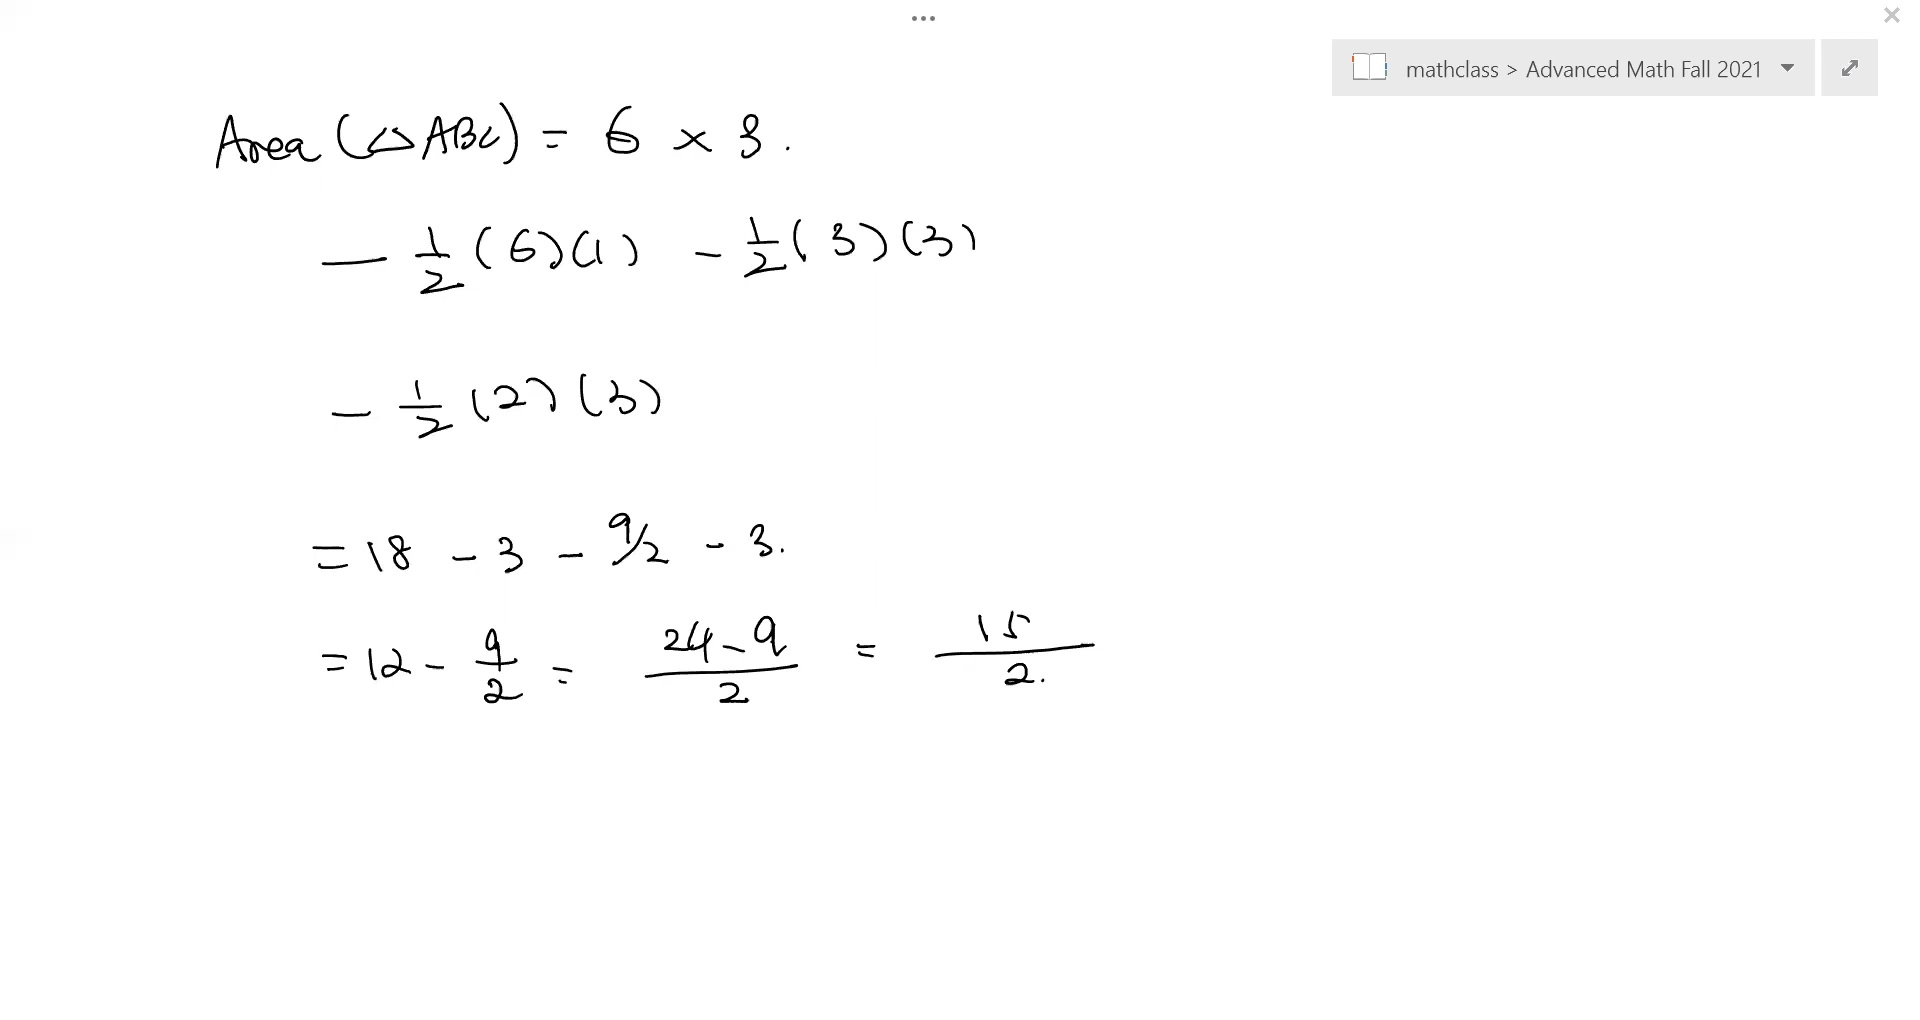 ...
mathclass > Advanced Math Fall 2021
Area (△ABC) = 6 × 3.
- 1/2 (6)(1) - 1/2 (3)(3)
- 1/2 (2)(3)
= 18 - 3 - 9/2 - 3.
= 12 - 9/2 = (24-9)/2 = 15/2.